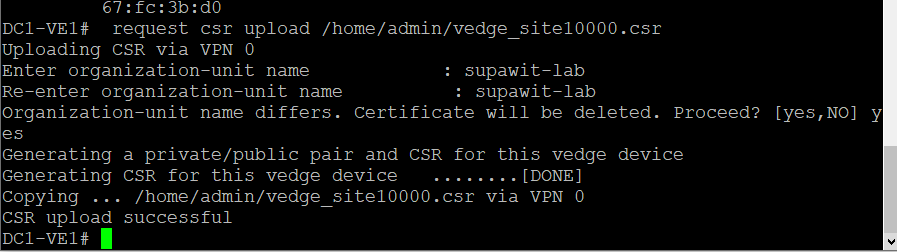 67:fc:3b:d0
DC1-VE1#  request csr upload /home/admin/vedge_site10000.csr
Uploading CSR via VPN 0
Enter organization-unit name             : supawit-lab
Re-enter organization-unit name           : supawit-lab
Organization-unit name differs. Certificate will be deleted. Proceed? [yes,NO] y
es
Generating a private/public pair and CSR for this vedge device
Generating CSR for this vedge device   ........[DONE]
Copying ... /home/admin/vedge_site10000.csr via VPN 0
CSR upload successful
DC1-VE1#